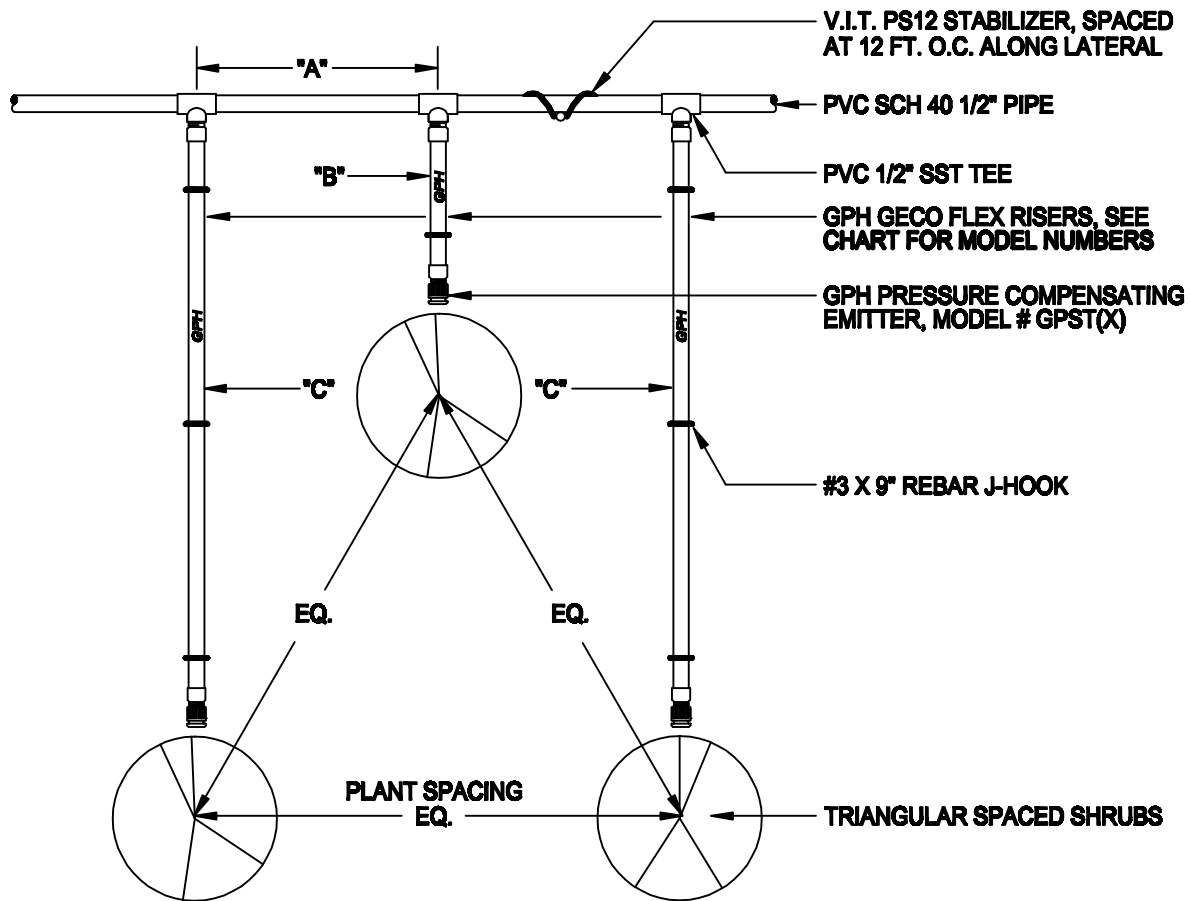 V.I.T. PS12 STABILIZER, SPACED
AT 12 FT. O.C. ALONG LATERAL
"A"
PVC SCH 40 1/2" PIPE
"B"
GPH
PVC 1/2" SST TEE
GPH GECO FLEX RISERS, SEE
CHART FOR MODEL NUMBERS
GPH PRESSURE COMPENSATING
EMITTER, MODEL # GPST(X)
GPH
GPH
"C"
"C"
#3 X 9" REBAR J-HOOK
EQ.
EQ.
PLANT SPACING
EQ.
TRIANGULAR SPACED SHRUBS